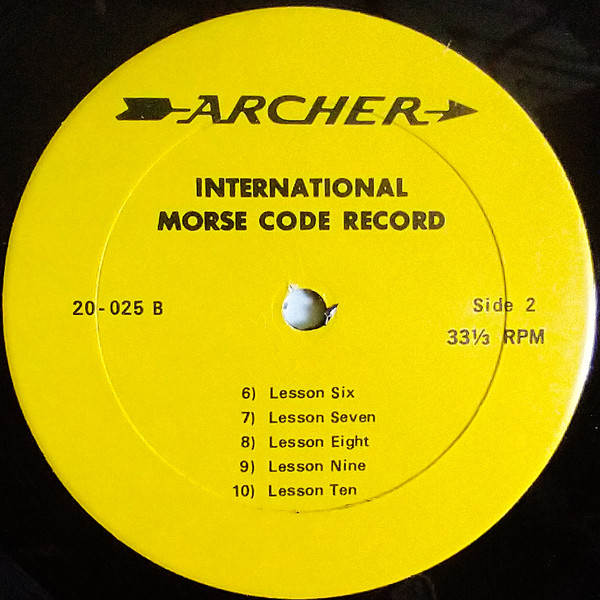 ARCHER
INTERNATIONAL
MORSE CODE RECORD
20-025 B
Side 2
33⅓ RPM
6) Lesson Six
7) Lesson Seven
8) Lesson Eight
9) Lesson Nine
10) Lesson Ten